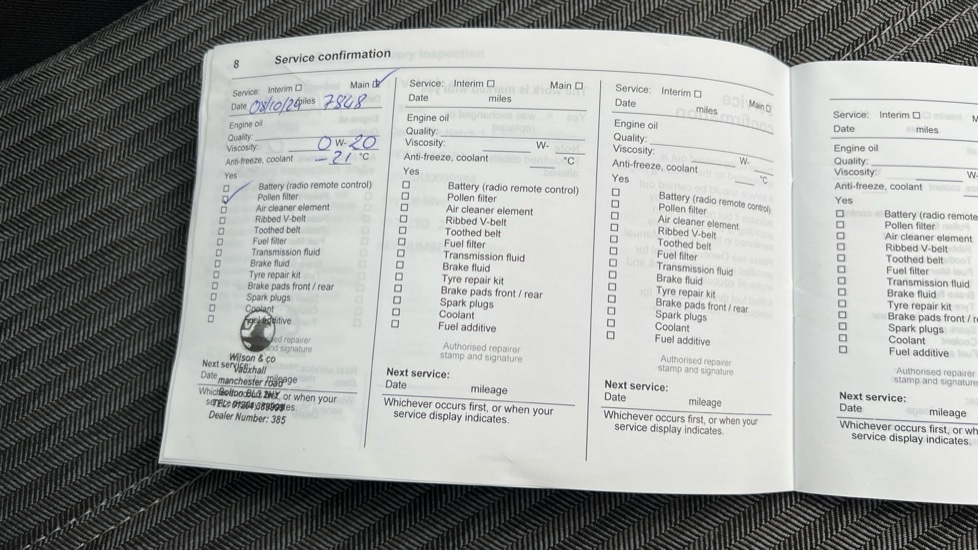 8 Service confirmation
Service: Interim Main
Date 08/10/24 miles 7848
Engine oil
Quality:
Viscosity: 0 W- 20
Anti-freeze, coolant -21 °C
Yes
Battery (radio remote control)
Pollen filter
Air cleaner element
Ribbed V-belt
Toothed belt
Fuel filter
Transmission fluid
Brake fluid
Tyre repair kit
Brake pads front / rear
Spark plugs
Coolant
Fuel additive
ed repairer
and signature
Wilson & co
Next service:
Vauxhall
Date mileage
manchester road
or when your
Dealer Number: 385
Service: Interim Main
Date miles
Engine oil
Quality:
Viscosity: W-
Anti-freeze, coolant °C
Yes
Battery (radio remote control)
Pollen filter
Air cleaner element
Ribbed V-belt
Toothed belt
Fuel filter
Transmission fluid
Brake fluid
Tyre repair kit
Brake pads front / rear
Spark plugs
Coolant
Fuel additive
Authorised repairer
stamp and signature
Next service:
Date mileage
Whichever occurs first, or when your
service display indicates.
Service: Interim Main
Date miles
Engine oil
Quality:
Viscosity: W-
Anti-freeze, coolant °C
Yes
Battery (radio remote control)
Pollen filter
Air cleaner element
Ribbed V-belt
Toothed belt
Fuel filter
Transmission fluid
Brake fluid
Tyre repair kit
Brake pads front / rear
Spark plugs
Coolant
Fuel additive
Authorised repairer
stamp and signature
Next service:
Date mileage
Whichever occurs first, or when your
service display indicates.
Service: Interim M
Date miles
Engine oil
Quality:
Viscosity: W-
Anti-freeze, coolant
Yes
Battery (radio remote
Pollen filter
Air cleaner element
Ribbed V-belt
Toothed belt
Fuel filter
Transmission fluid
Brake fluid
Tyre repair kit
Brake pads front / r
Spark plugs
Coolant
Fuel additive
Authorised repairer
stamp and signature
Next service:
Date mileage
Whichever occurs first, or wh
service display indicates.